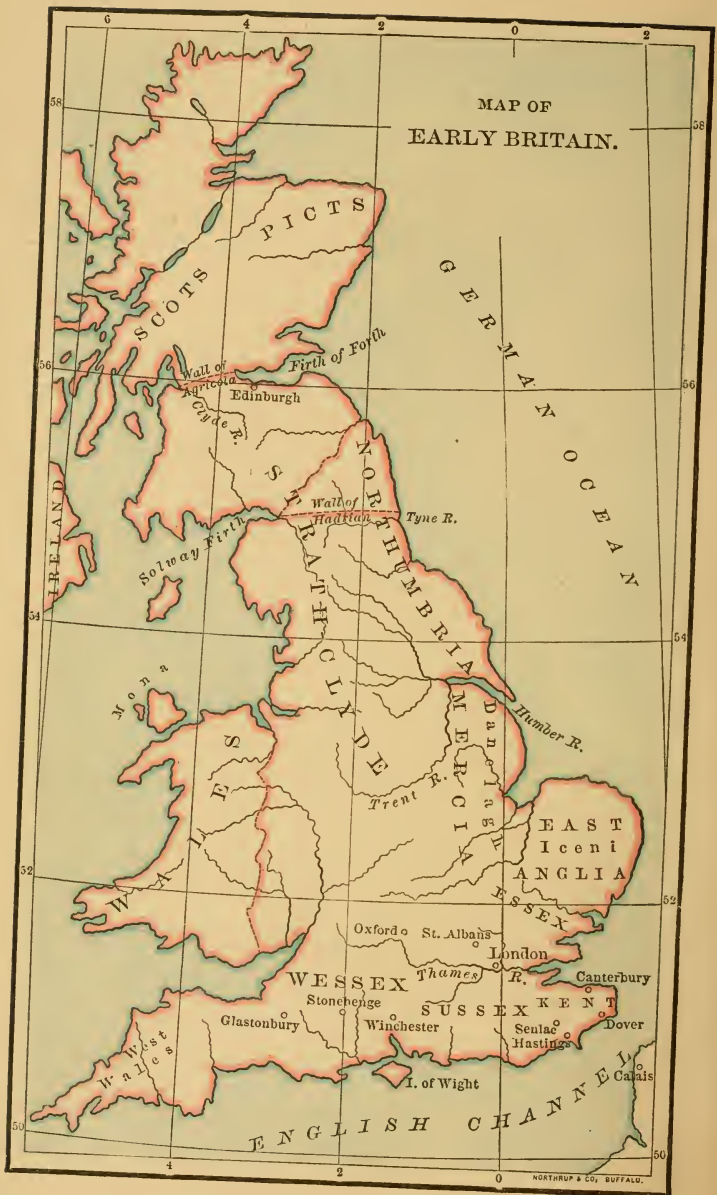 6 4 2 0 2
MAP OF
EARLY BRITAIN.
58 58
PICTS
SCOTS
GERMAN OCEAN
56 56
Wall of
Agricola
Firth of Forth
Edinburgh
Clyde R.
NORTHUMBRIA
STRATHCLYDE
Wall of
Hadrian
Tyne R.
Solway Firth
IRELAND
54 54
Mona
Humber R.
MERCIA
Danelagh
Trent R.
WALES
EAST
Iceni
ANGLIA
52 52
ESSEX
Oxford
St. Albans
London
Thames R.
WESSEX
Stonehenge
Canterbury
SUSSEX
KENT
Glastonbury
Winchester
Senlac
Hastings
Dover
West
Wales
I. of Wight
Calais
ENGLISH CHANNEL
50 50
4 2 0
NORTHRUP & CO; BUFFALO.